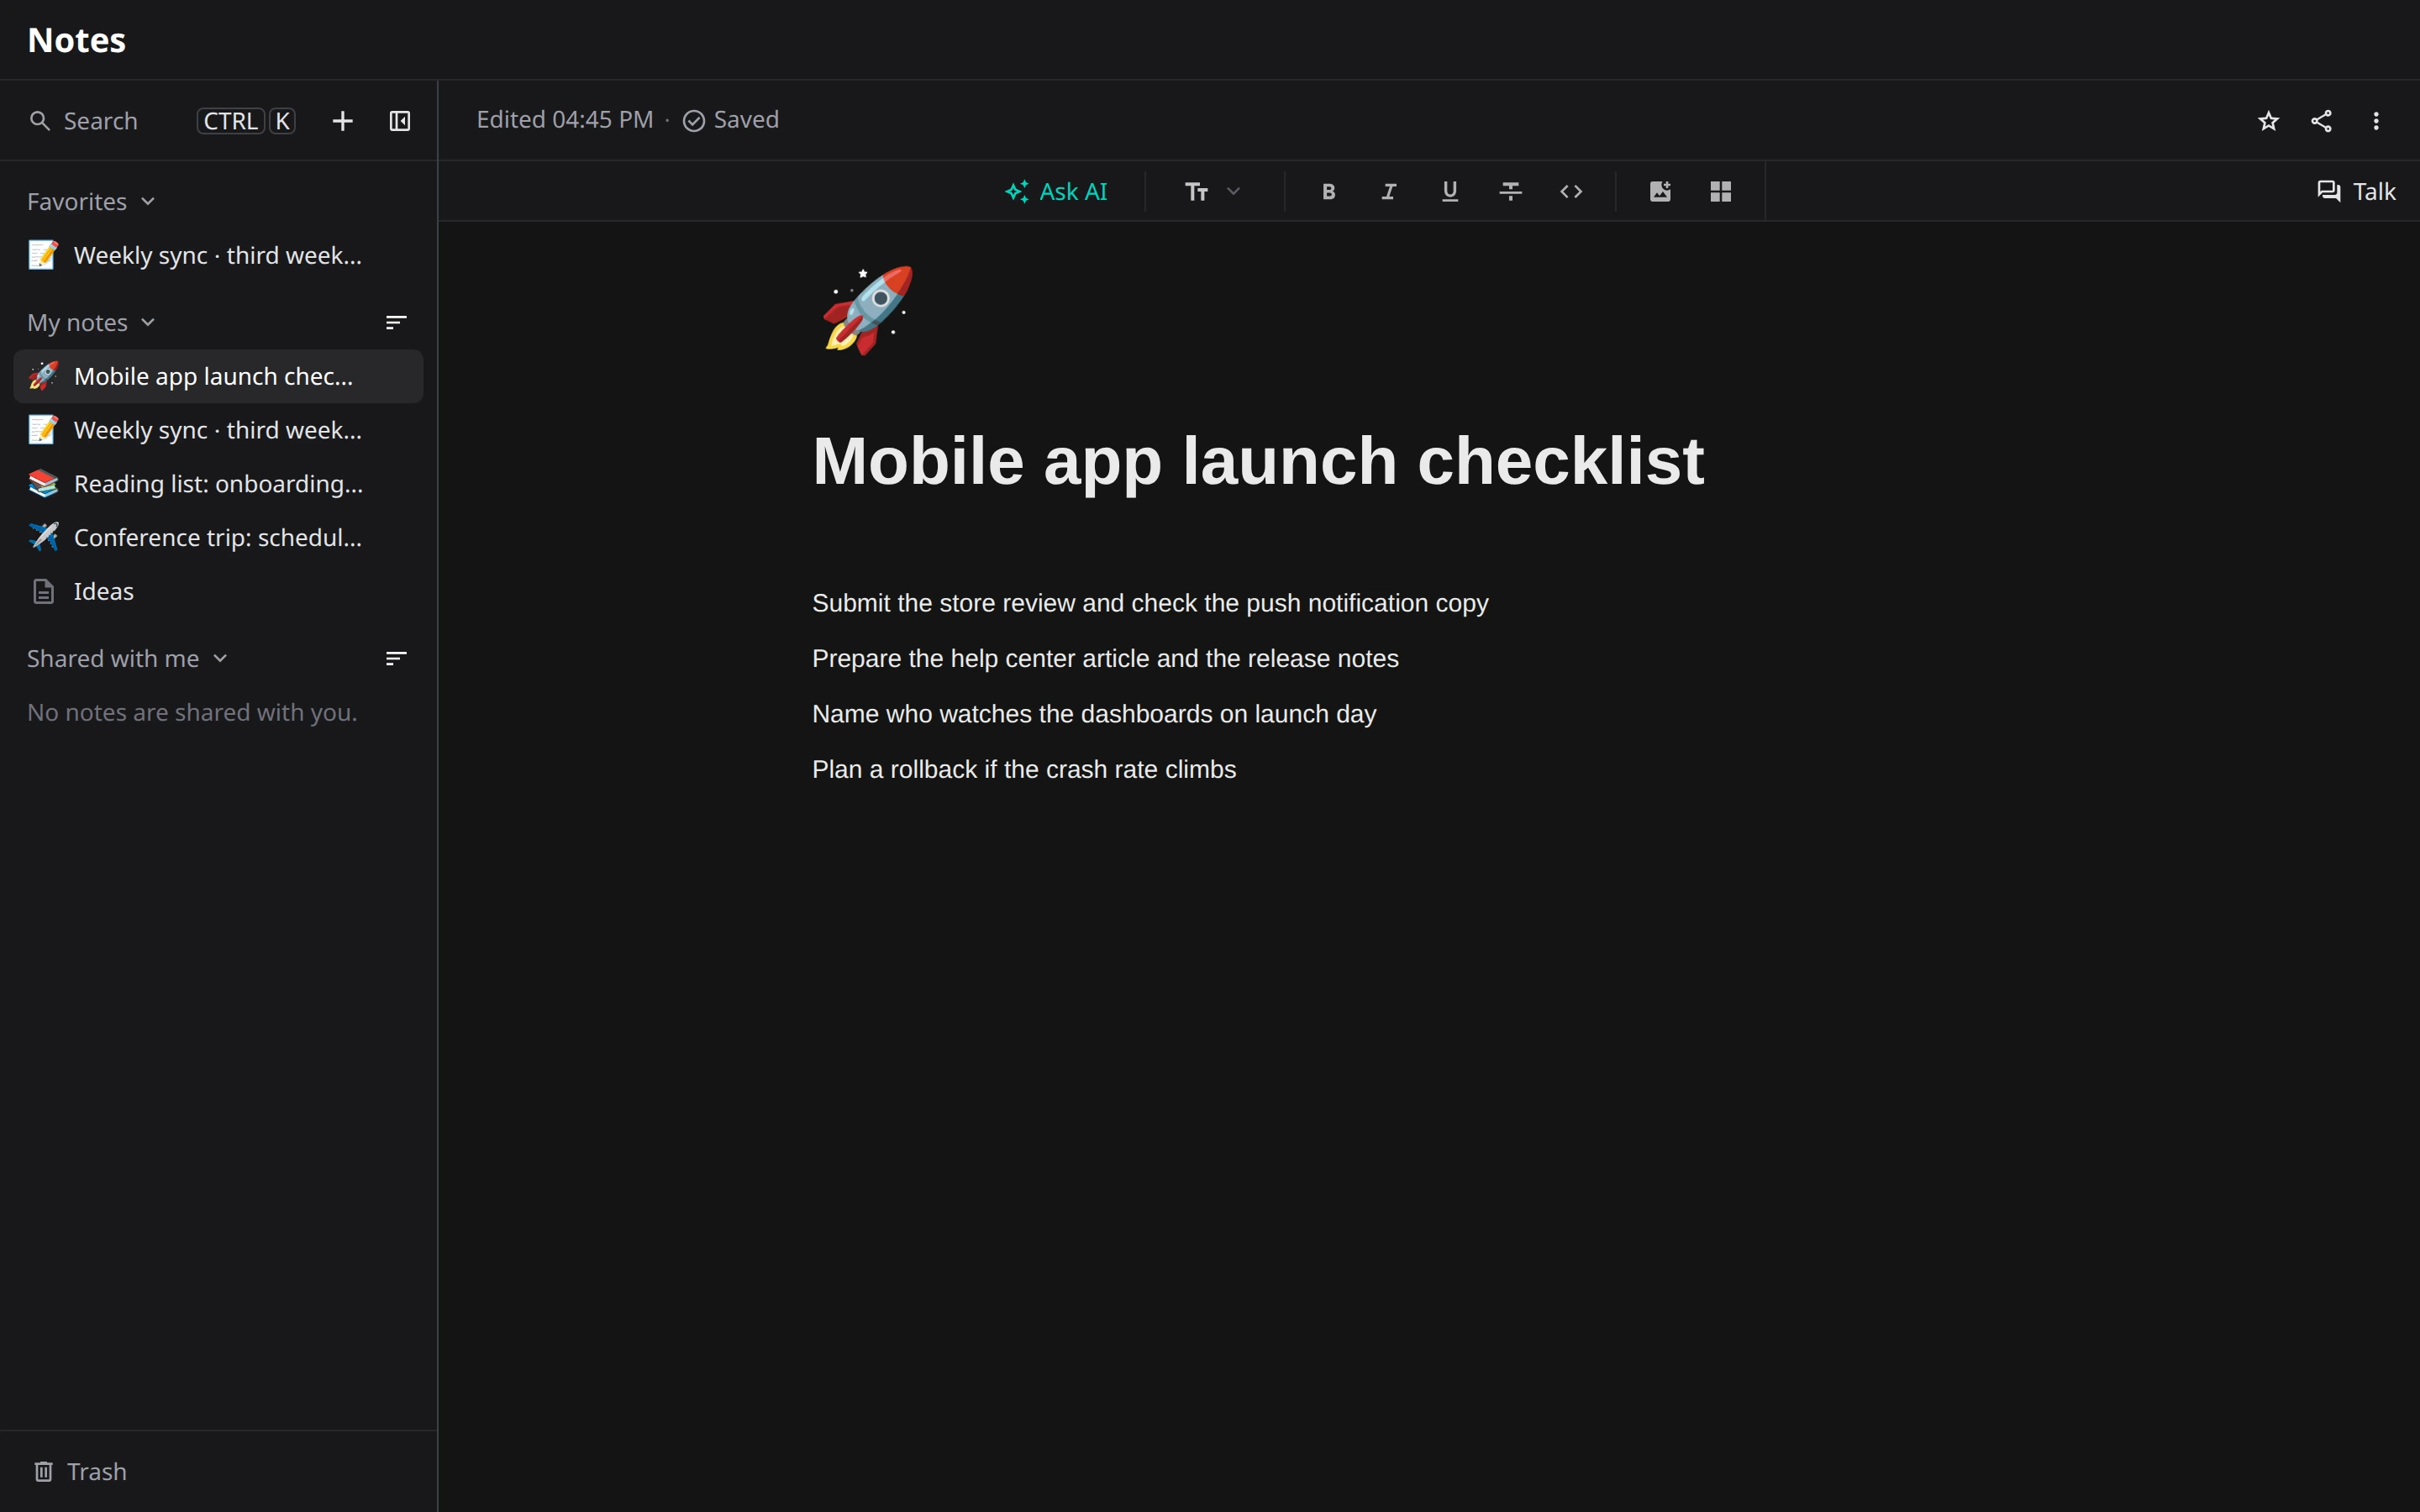 Notes
Search CTRL K
Edited 04:45 PM · Saved
Ask AI
Talk
Favorites
Weekly sync · third week...
My notes
Mobile app launch chec...
Weekly sync · third week...
Reading list: onboarding...
Conference trip: schedul...
Ideas
Shared with me
No notes are shared with you.
Trash
Mobile app launch checklist
Submit the store review and check the push notification copy
Prepare the help center article and the release notes
Name who watches the dashboards on launch day
Plan a rollback if the crash rate climbs